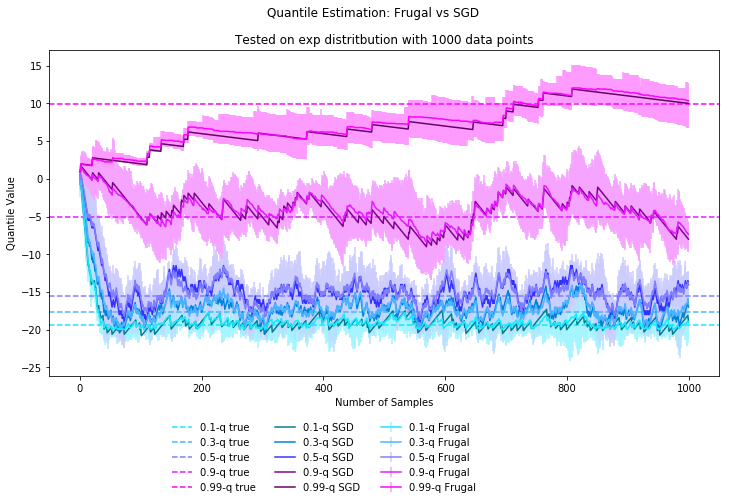 Quantile Estimation: Frugal vs SGD
Tested on exp distritbution with 1000 data points
Quantile Value
15
10
5
0
−5
−10
−15
−20
−25
0
200
400
600
800
1000
Number of Samples
0.1-q true
0.3-q true
0.5-q true
0.9-q true
0.99-q true
0.1-q SGD
0.3-q SGD
0.5-q SGD
0.9-q SGD
0.99-q SGD
0.1-q Frugal
0.3-q Frugal
0.5-q Frugal
0.9-q Frugal
0.99-q Frugal